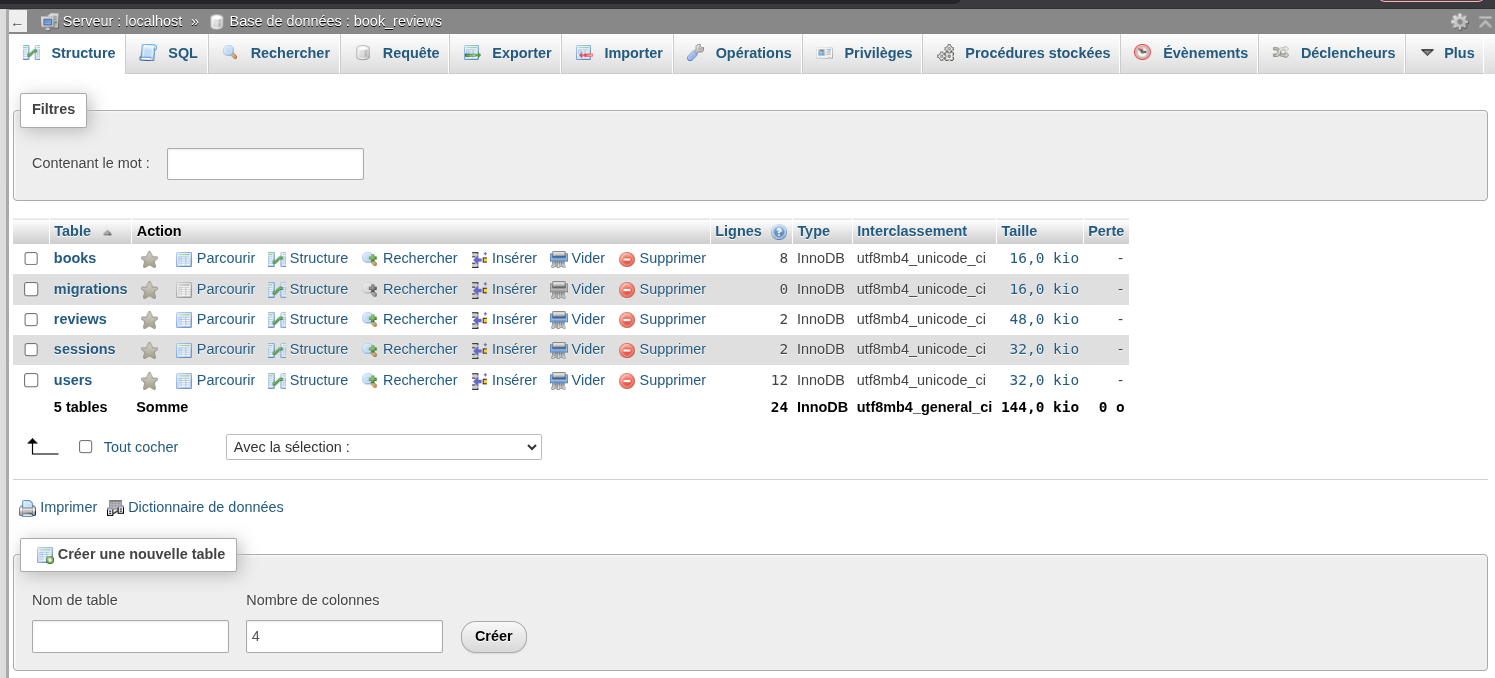 ← Serveur : localhost » Base de données : book_reviews
Structure SQL Rechercher Requête Exporter Importer Opérations Privilèges Procédures stockées Évènements Déclencheurs Plus
Filtres
Contenant le mot :
Table Action Lignes ? Type Interclassement Taille Perte
books Parcourir Structure Rechercher Insérer Vider Supprimer 8 InnoDB utf8mb4_unicode_ci 16,0 kio -
migrations Parcourir Structure Rechercher Insérer Vider Supprimer 0 InnoDB utf8mb4_unicode_ci 16,0 kio -
reviews Parcourir Structure Rechercher Insérer Vider Supprimer 2 InnoDB utf8mb4_unicode_ci 48,0 kio -
sessions Parcourir Structure Rechercher Insérer Vider Supprimer 2 InnoDB utf8mb4_unicode_ci 32,0 kio -
users Parcourir Structure Rechercher Insérer Vider Supprimer 12 InnoDB utf8mb4_unicode_ci 32,0 kio -
5 tables Somme 24 InnoDB utf8mb4_general_ci 144,0 kio 0 o
Tout cocher Avec la sélection :
Imprimer Dictionnaire de données
Créer une nouvelle table
Nom de table Nombre de colonnes
4 Créer